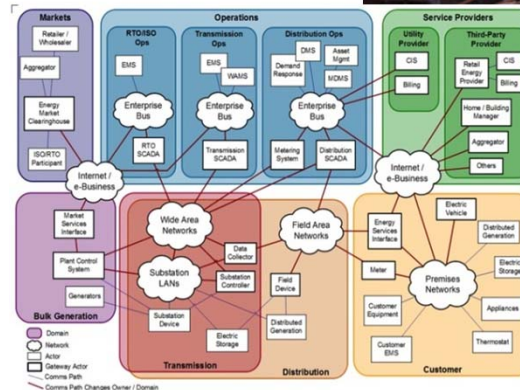 Markets
Retailer /
Wholesaler
Aggregator
Energy
Market
Clearinghouse
ISO/RTO
Participant
Internet /
e-Business
Operations
RTO/ISO
Ops
EMS
Enterprise
Bus
RTO
SCADA
Transmission
Ops
EMS
WAMS
Enterprise
Bus
Transmission
SCADA
Distribution Ops
DMS
Asset
Mgmt
Demand
Response
MDMS
Enterprise
Bus
Metering
System
Distribution
SCADA
Service Providers
Utility
Provider
CIS
Billing
Third-Party
Provider
Retail
Energy
Provider
CIS
Billing
Home / Building
Manager
Aggregator
Others
Internet /
e-Business
Market
Services
Interface
Plant Control
System
Generators
Bulk Generation
Wide Area
Networks
Substation
LANs
Data
Collector
Substation
Controller
Substation
Device
Electric
Storage
Transmission
Field Area
Networks
Field
Device
Distributed
Generation
Distribution
Energy
Services
Interface
Meter
Customer
Equipment
Customer
EMS
Premises
Networks
Electric
Vehicle
Distributed
Generation
Electric
Storage
Appliances
Thermostat
Customer
Domain
Network
Actor
Gateway Actor
Comms Path
Comms Path Changes Owner / Domain